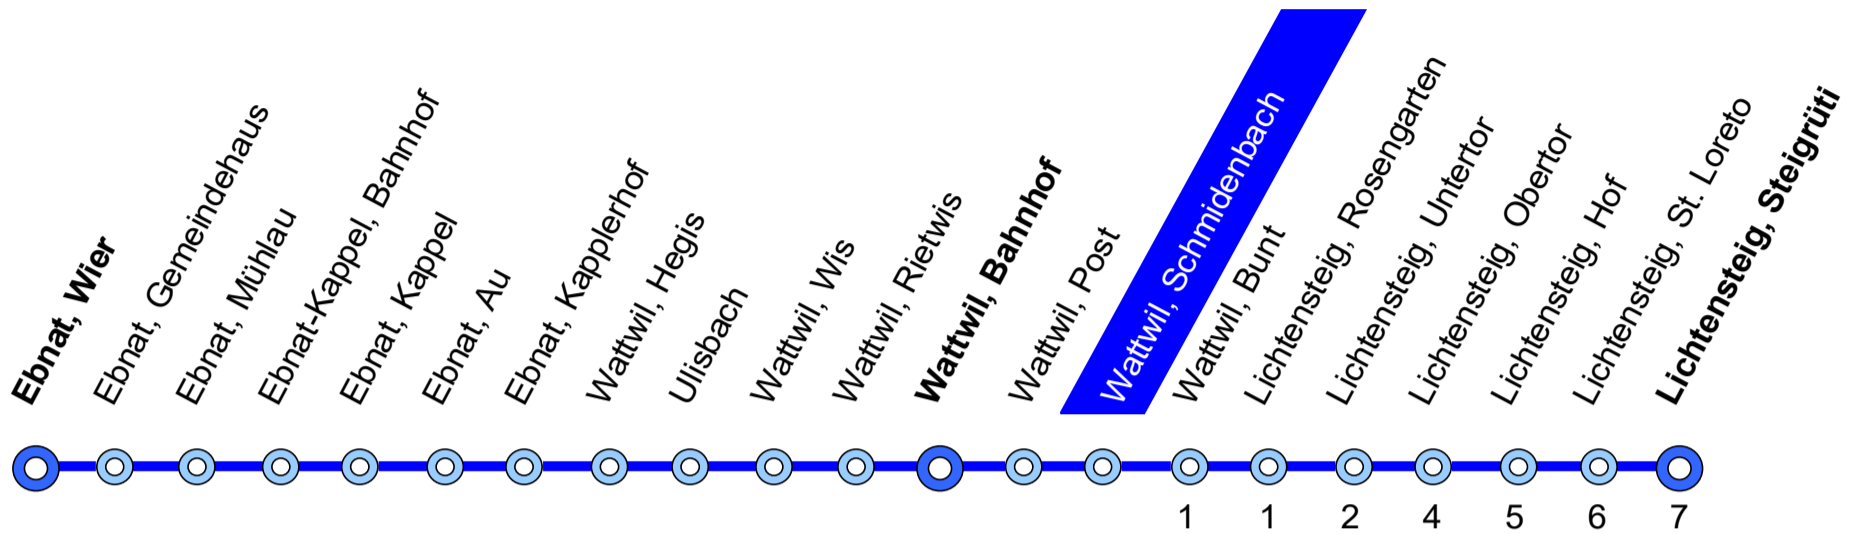 Ebnat, Wier
Ebnat, Gemeindehaus
Ebnat, Mühlau
Ebnat-Kappel, Bahnhof
Ebnat, Kappel
Ebnat, Au
Ebnat, Kapplerhof
Wattwil, Hegis
Ulisbach
Wattwil, Wis
Wattwil, Rietwis
Wattwil, Bahnhof
Wattwil, Post
Wattwil, Schmidenbach
Wattwil, Bunt
Lichtensteig, Rosengarten
Lichtensteig, Untertor
Lichtensteig, Obertor
Lichtensteig, Hof
Lichtensteig, St. Loreto
Lichtensteig, Steigrüti
1 1 2 4 5 6 7